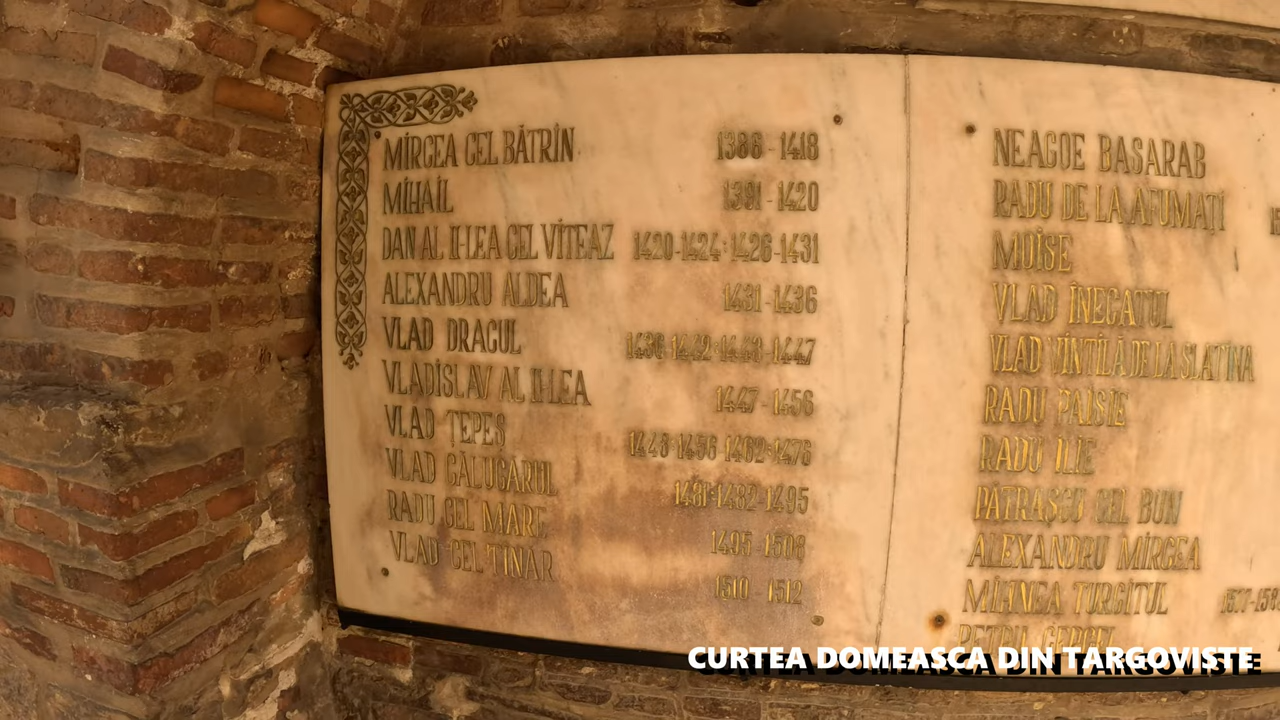 MIRCEA CEL BĂTRÎN 1386 - 1418
MIHAIL 1391 - 1420
DAN AL II-LEA CEL VITEAZ 1420-1424·1426-1431
ALEXANDRU ALDEA 1431-1436
VLAD DRACUL 1436-1442-1443-1447
VLADISLAV AL II-LEA 1447-1456
VLAD ȚEPEȘ 1448-1456-1462-1476
VLAD CĂLUGĂRUL 1481-1482-1495
RADU CEL MARE 1495-1508
VLAD CEL TÎNĂR 1510 1512
NEAGOE BASARAB
RADU DE LA AFUMAȚI
MOISE
VLAD ÎNECATUL
VLAD VINTILĂ DE LA SLATINA
RADU PAISIE
RADU ILIE
PĂTRAȘCU CEL BUN
ALEXANDRU MIRCEA
MIHNEA TURCITUL
PETRU CERCEL
CURTEA DOMEASCA DIN TARGOVISTE